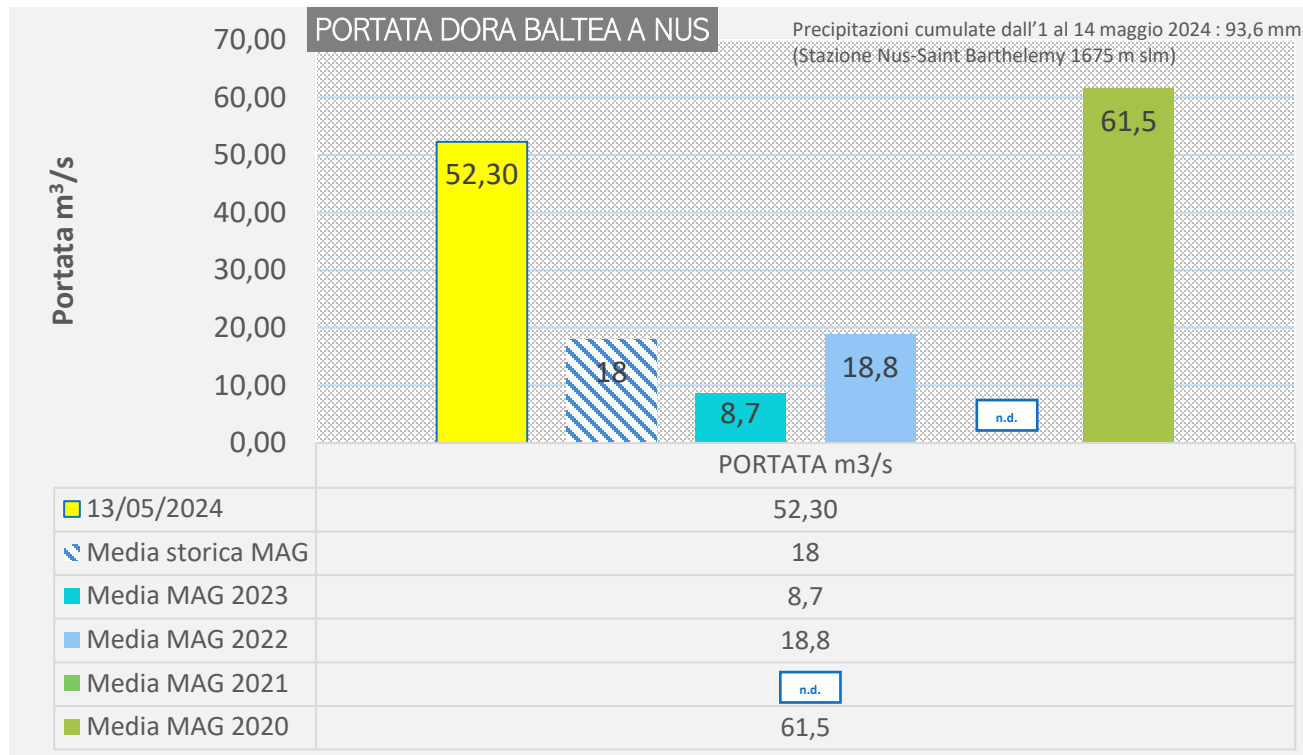 PORTATA DORA BALTEA A NUS
Precipitazioni cumulate dall’1 al 14 maggio 2024 : 93,6 mm
(Stazione Nus-Saint Barthelemy 1675 m slm)
Portata m³/s
70,00
60,00
50,00
40,00
30,00
20,00
10,00
0,00
52,30
18
8,7
18,8
n.d.
61,5
PORTATA m3/s
13/05/2024 52,30
Media storica MAG 18
Media MAG 2023 8,7
Media MAG 2022 18,8
Media MAG 2021 n.d.
Media MAG 2020 61,5